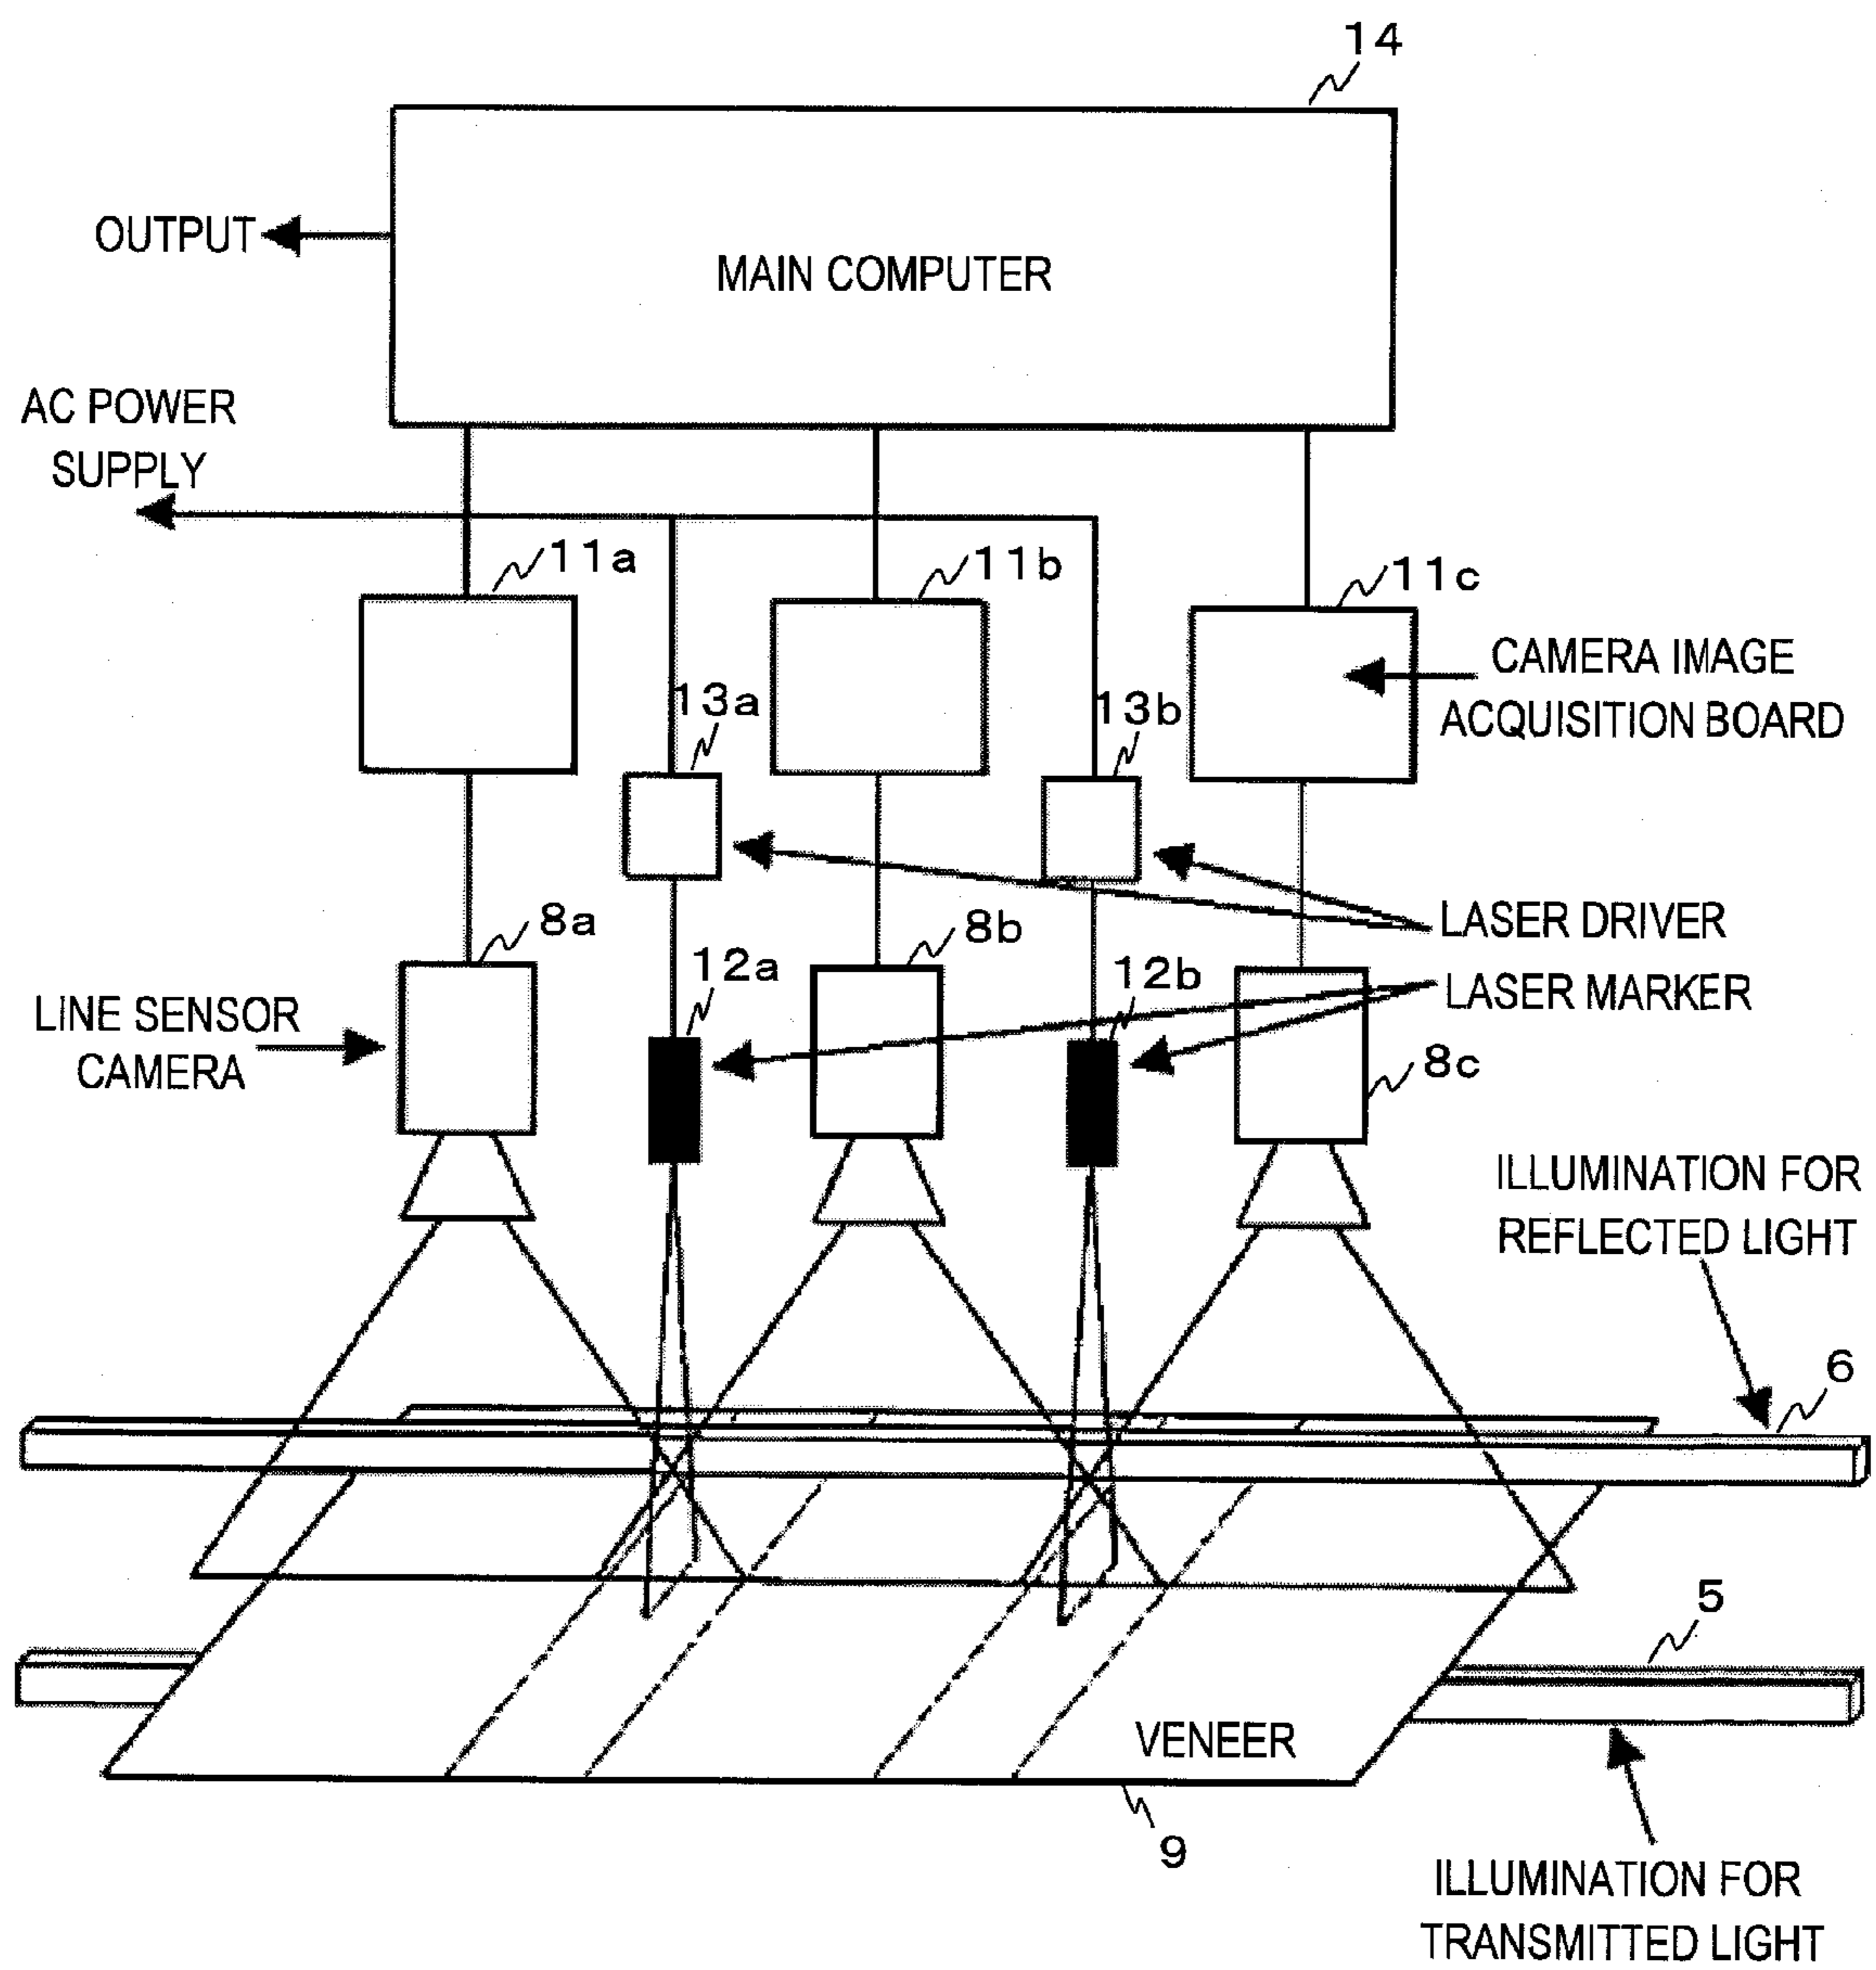 14
OUTPUT
MAIN COMPUTER
AC POWER
SUPPLY
11a
11b
11c
CAMERA IMAGE
ACQUISITION BOARD
13a
13b
8a
8b
LASER DRIVER
12a
12b
LASER MARKER
LINE SENSOR
CAMERA
8c
ILLUMINATION FOR
REFLECTED LIGHT
6
5
VENEER
9
ILLUMINATION FOR
TRANSMITTED LIGHT